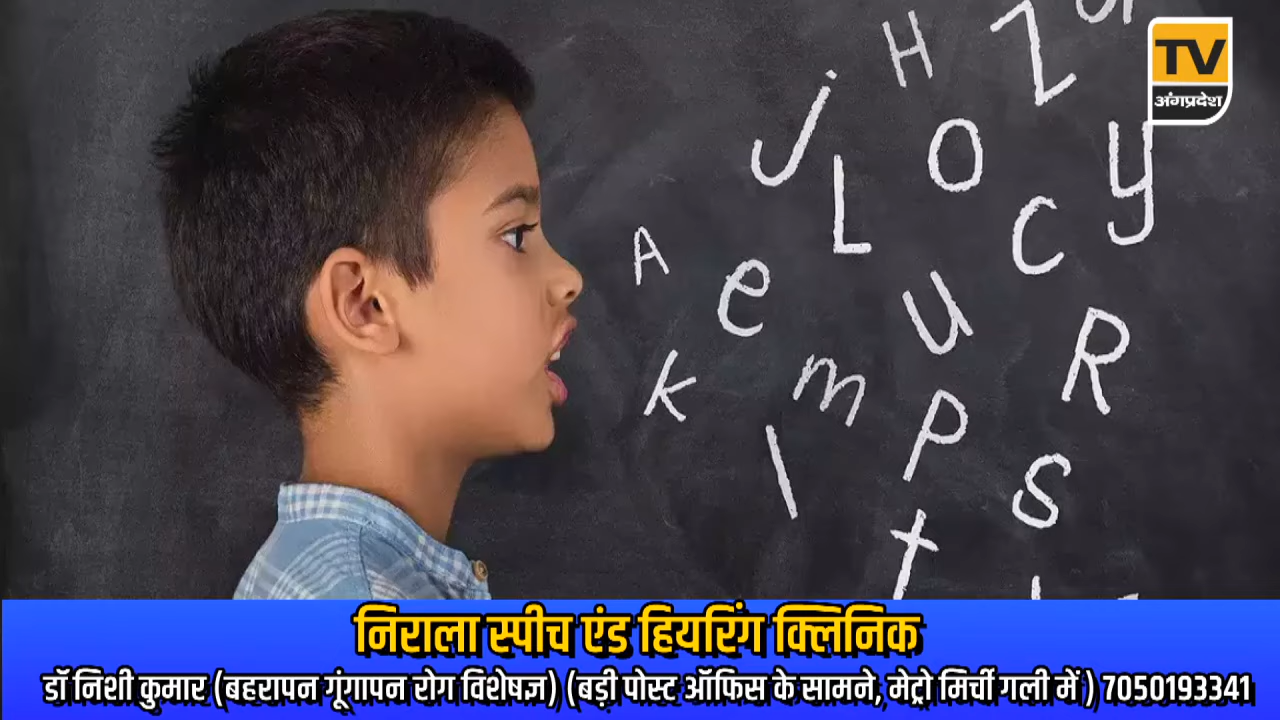 H
Z
TV
अंगप्रदेश
J
L
O
y
C
A
e
u
R
K
m
P
l
S
t
निराला स्पीच एंड हियरिंग क्लिनिक
डॉ निशी कुमार (बहरापन गूंगापन रोग विशेषज्ञ) (बड़ी पोस्ट ऑफिस के सामने, मेट्रो मिर्ची गली में ) 7050193341